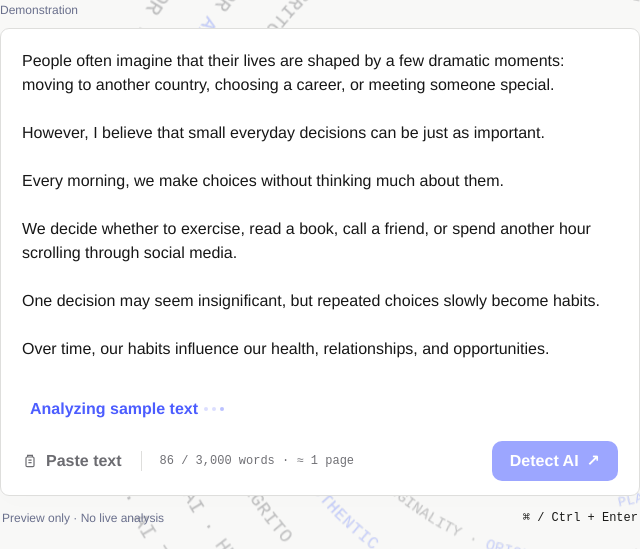 Demonstration
People often imagine that their lives are shaped by a few dramatic moments:
moving to another country, choosing a career, or meeting someone special.
However, I believe that small everyday decisions can be just as important.
Every morning, we make choices without thinking much about them.
We decide whether to exercise, read a book, call a friend, or spend another hour
scrolling through social media.
One decision may seem insignificant, but repeated choices slowly become habits.
Over time, our habits influence our health, relationships, and opportunities.
Analyzing sample text
Paste text
86 / 3,000 words · ≈ 1 page
Detect AI ↗
Preview only · No live analysis
⌘ / Ctrl + Enter